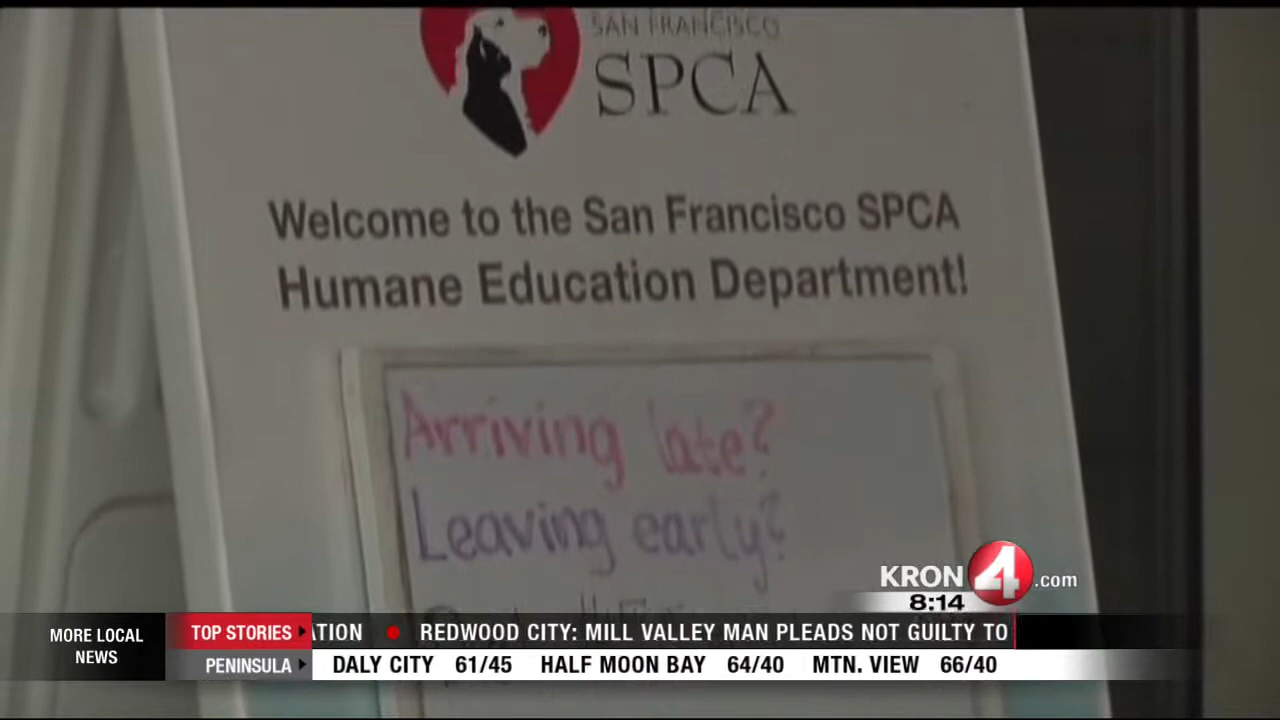 SAN FRANCISCO
SPCA
Welcome to the San Francisco SPCA
Humane Education Department!
Arriving late?
Leaving early?
KRON 4 .com
8:14
MORE LOCAL
NEWS
TOP STORIES ATION • REDWOOD CITY: MILL VALLEY MAN PLEADS NOT GUILTY TO
PENINSULA DALY CITY 61/45 HALF MOON BAY 64/40 MTN. VIEW 66/40